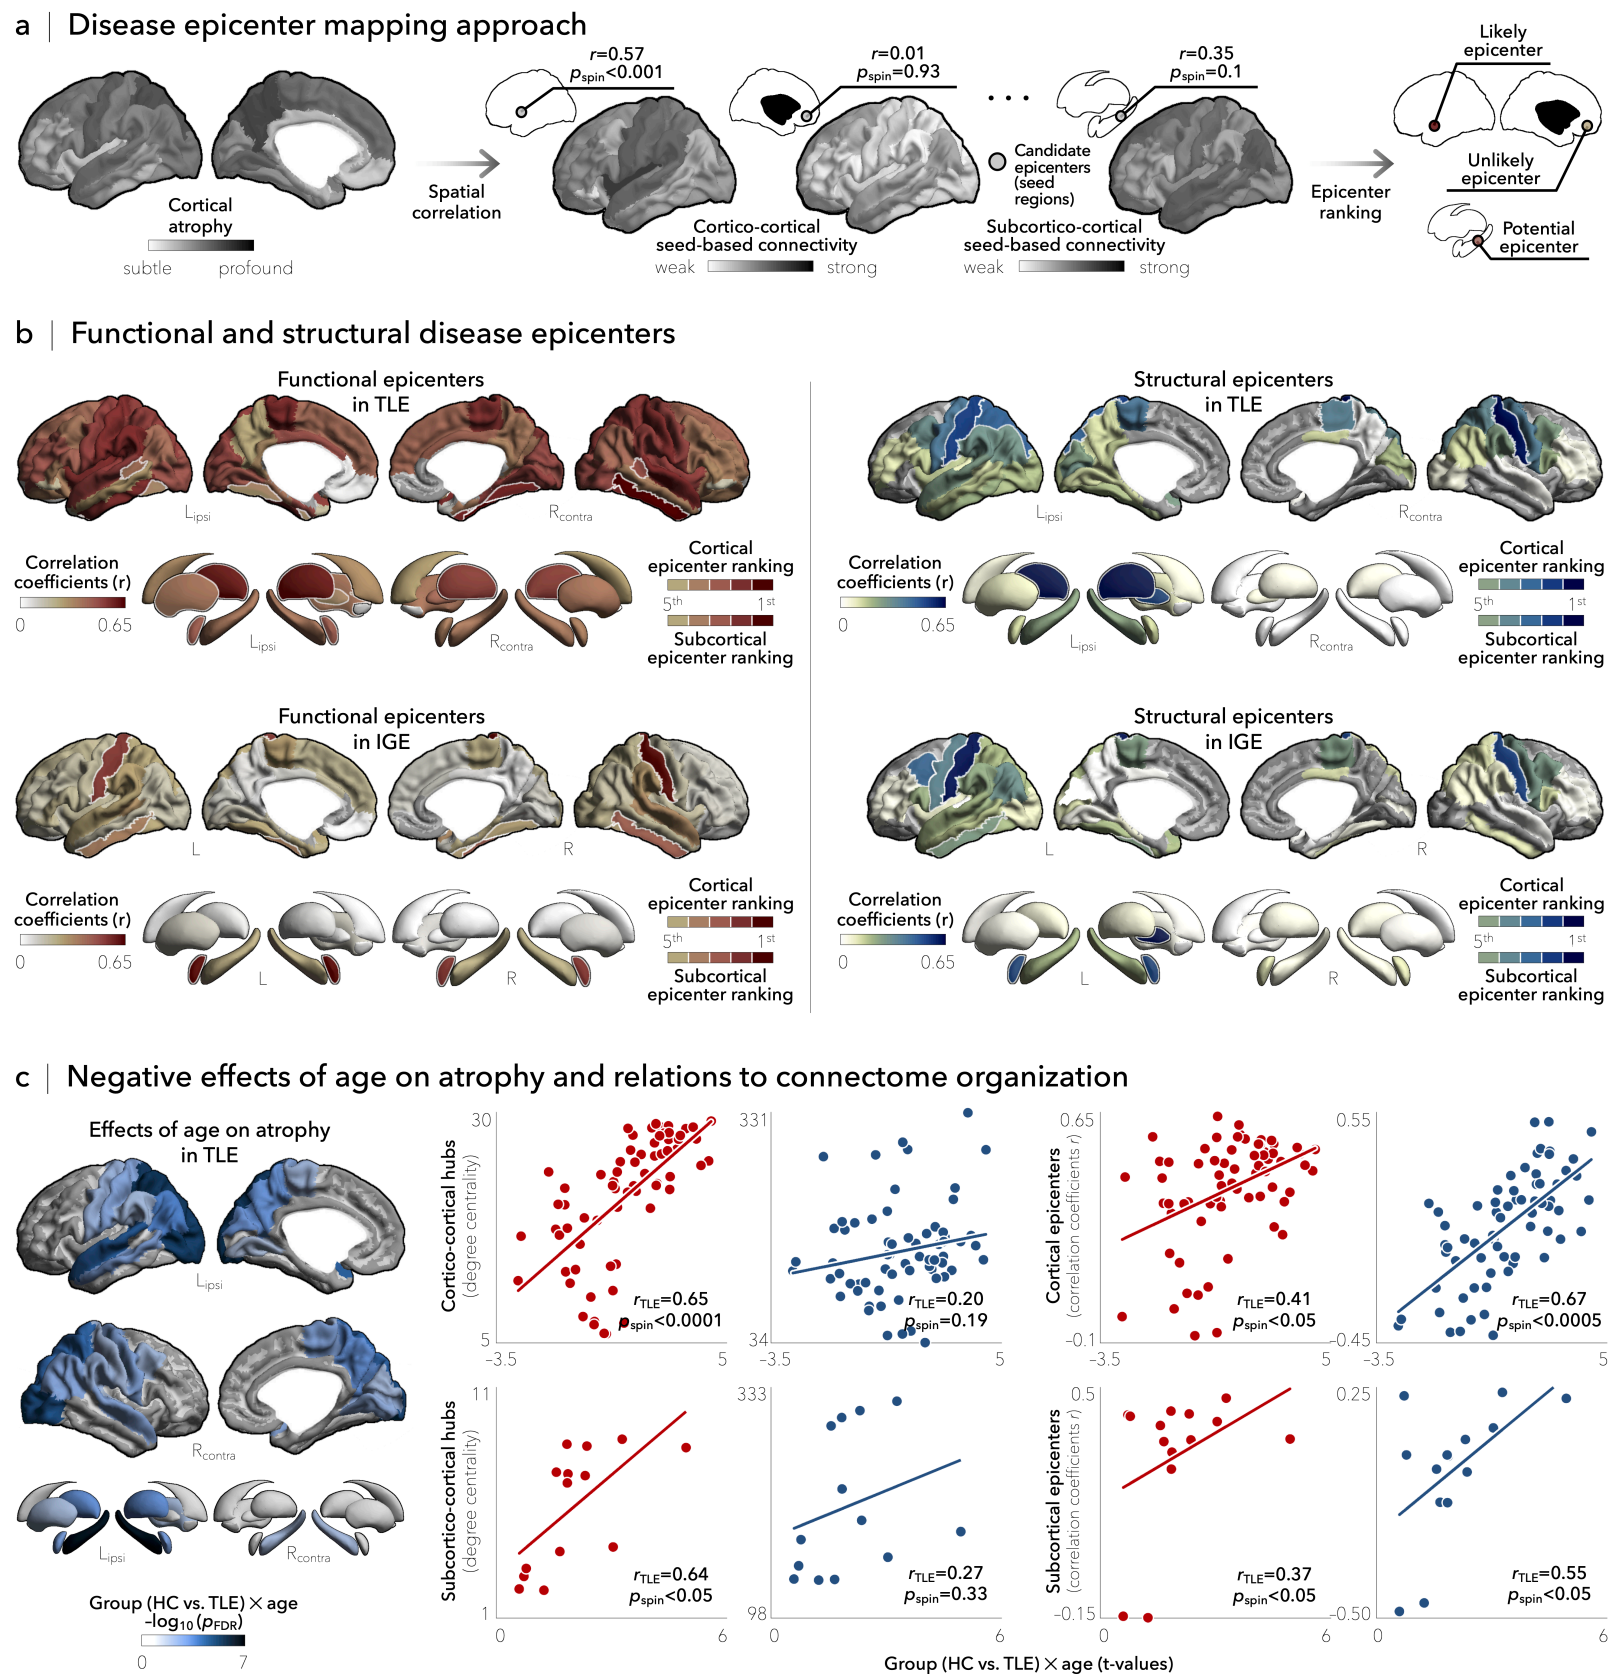 a | Disease epicenter mapping approach
Cortical
atrophy
subtle profound
Spatial
correlation
r=0.57
pspin<0.001
r=0.01
pspin=0.93
r=0.35
pspin=0.1
Candidate
epicenters
(seed
regions)
Cortico-cortical
seed-based connectivity
weak strong
Subcortico-cortical
seed-based connectivity
weak strong
Epicenter
ranking
Likely
epicenter
Unlikely
epicenter
Potential
epicenter
b | Functional and structural disease epicenters
Functional epicenters
in TLE
Lipsi
Rcontra
Correlation
coefficients (r)
0 0.65
Lipsi
Rcontra
Cortical
epicenter ranking
5th 1st
Subcortical
epicenter ranking
Structural epicenters
in TLE
Lipsi
Rcontra
Correlation
coefficients (r)
0 0.65
Lipsi
Rcontra
Cortical
epicenter ranking
5th 1st
Subcortical
epicenter ranking
Functional epicenters
in IGE
L
R
Correlation
coefficients (r)
0 0.65
L
R
Cortical
epicenter ranking
5th 1st
Subcortical
epicenter ranking
Structural epicenters
in IGE
L
R
Correlation
coefficients (r)
0 0.65
L
R
Cortical
epicenter ranking
5th 1st
Subcortical
epicenter ranking
c | Negative effects of age on atrophy and relations to connectome organization
Effects of age on atrophy
in TLE
Lipsi
Rcontra
Lipsi
Rcontra
Group (HC vs. TLE) × age
–log10 (pFDR)
0 7
Cortico-cortical hubs
(degree centrality)
30
5
–3.5 5
rTLE=0.65
pspin<0.0001
331
34
–3.5 5
rTLE=0.20
pspin=0.19
Cortical epicenters
(correlation coefficients r)
0.65
–0.1
–3.5 5
rTLE=0.41
pspin<0.05
0.55
–0.45
–3.5 5
rTLE=0.67
pspin<0.0005
Subcortico-cortical hubs
(degree centrality)
11
1
0 6
rTLE=0.64
pspin<0.05
333
98
0 6
rTLE=0.27
pspin=0.33
Subcortical epicenters
(correlation coefficients r)
0.5
–0.15
0 6
rTLE=0.37
pspin<0.05
0.25
–0.50
0 6
rTLE=0.55
pspin<0.05
Group (HC vs. TLE) × age (t-values)